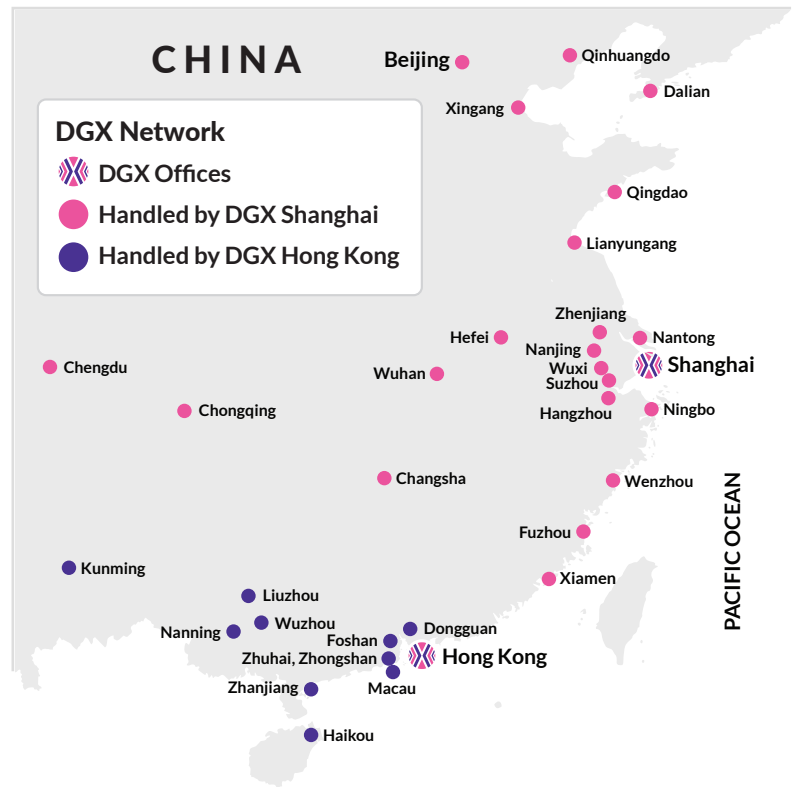 CHINA
Beijing
Qinhuangdo
Dalian
Xingang
DGX Network
DGX Offices
Handled by DGX Shanghai
Handled by DGX Hong Kong
Qingdao
Lianyungang
Zhenjiang
Hefei
Nantong
Nanjing
Shanghai
Chengdu
Wuhan
Wuxi
Suzhou
Chongqing
Hangzhou
Ningbo
Changsha
Wenzhou
PACIFIC OCEAN
Fuzhou
Kunming
Xiamen
Liuzhou
Wuzhou
Nanning
Dongguan
Foshan
Zhuhai, Zhongshan
Hong Kong
Zhanjiang
Macau
Haikou